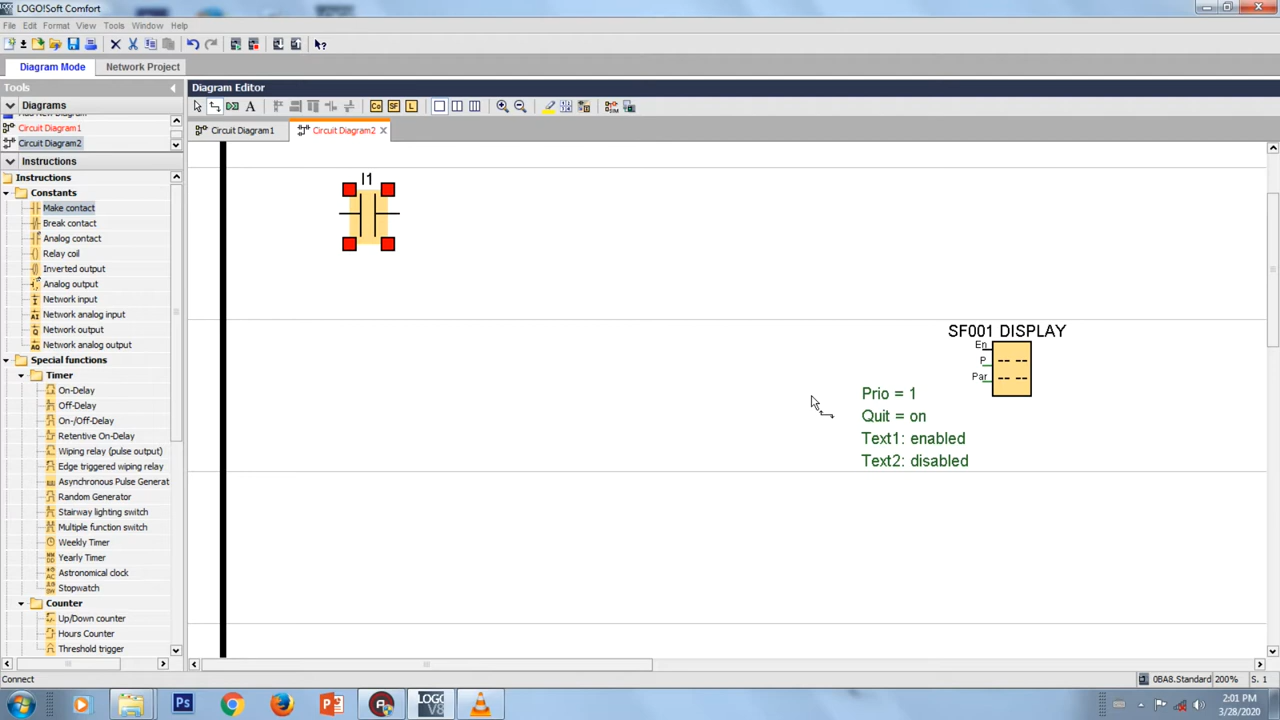 LOGO!Soft Comfort
File Edit Format View Tools Window Help
Diagram Mode Network Project
Tools
Diagram Editor
Diagrams
Circuit Diagram1
Circuit Diagram2
Circuit Diagram1 Circuit Diagram2
Instructions
Instructions
Constants
Make contact
Break contact
Analog contact
Relay coil
Inverted output
Analog output
Network input
Network analog input
Network output
Network analog output
Special functions
Timer
On-Delay
Off-Delay
On-/Off-Delay
Retentive On-Delay
Wiping relay (pulse output)
Edge triggered wiping relay
Asynchronous Pulse Generat
Random Generator
Stairway lighting switch
Multiple function switch
Weekly Timer
Yearly Timer
Astronomical clock
Stopwatch
Counter
Up/Down counter
Hours Counter
Threshold trigger
I1
SF001 DISPLAY
En
P
Par
Prio = 1
Quit = on
Text1: enabled
Text2: disabled
Connect
0BA8.Standard 200% S. 1
2:01 PM
3/28/2020